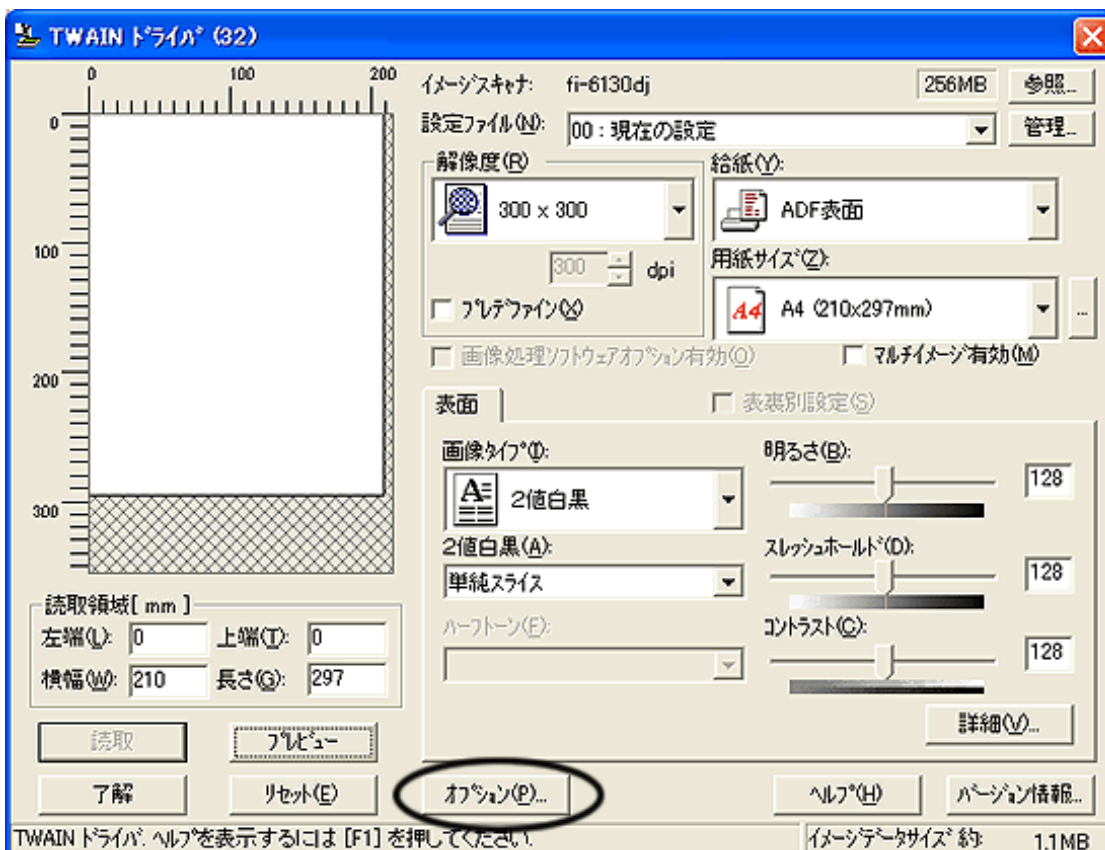 TWAIN ﾄﾞﾗｲﾊﾞ (32)
0 100 200
0
100
200
300
ｲﾒｰｼﾞｽｷｬﾅ: fi-6130dj 256MB 参照...
設定ﾌｧｲﾙ(N): 00 : 現在の設定 管理...
解像度(R)
300 x 300
300 dpi
ﾌﾟﾚﾃﾞﾌｧｲﾝ(X)
給紙(Y):
ADF表面
用紙ｻｲｽﾞ(Z):
A4 A4 (210x297mm) ...
画像処理ｿﾌﾄｳｪｱｵﾌﾟｼｮﾝ有効(O) ﾏﾙﾁｲﾒｰｼﾞ有効(M)
表面 表裏別設定(S)
画像ﾀｲﾌﾟ(I):
A 2値白黒
2値白黒(A):
単純ｽﾗｲｽ
ﾊｰﾌﾄｰﾝ(F):
明るさ(B):
128
ｽﾚｯｼｭﾎｰﾙﾄﾞ(D):
128
ｺﾝﾄﾗｽﾄ(C):
128
詳細(V)...
読取領域[ mm ]
左端(L): 0 上端(T): 0
横幅(W): 210 長さ(G): 297
読取 ﾌﾟﾚﾋﾞｭｰ
了解 ﾘｾｯﾄ(E) ｵﾌﾟｼｮﾝ(P)... ﾍﾙﾌﾟ(H) ﾊﾞｰｼﾞｮﾝ情報...
TWAIN ﾄﾞﾗｲﾊﾞ. ﾍﾙﾌﾟを表示するには [F1] を押してください. ｲﾒｰｼﾞﾃﾞｰﾀｻｲｽﾞ 約: 1.1MB